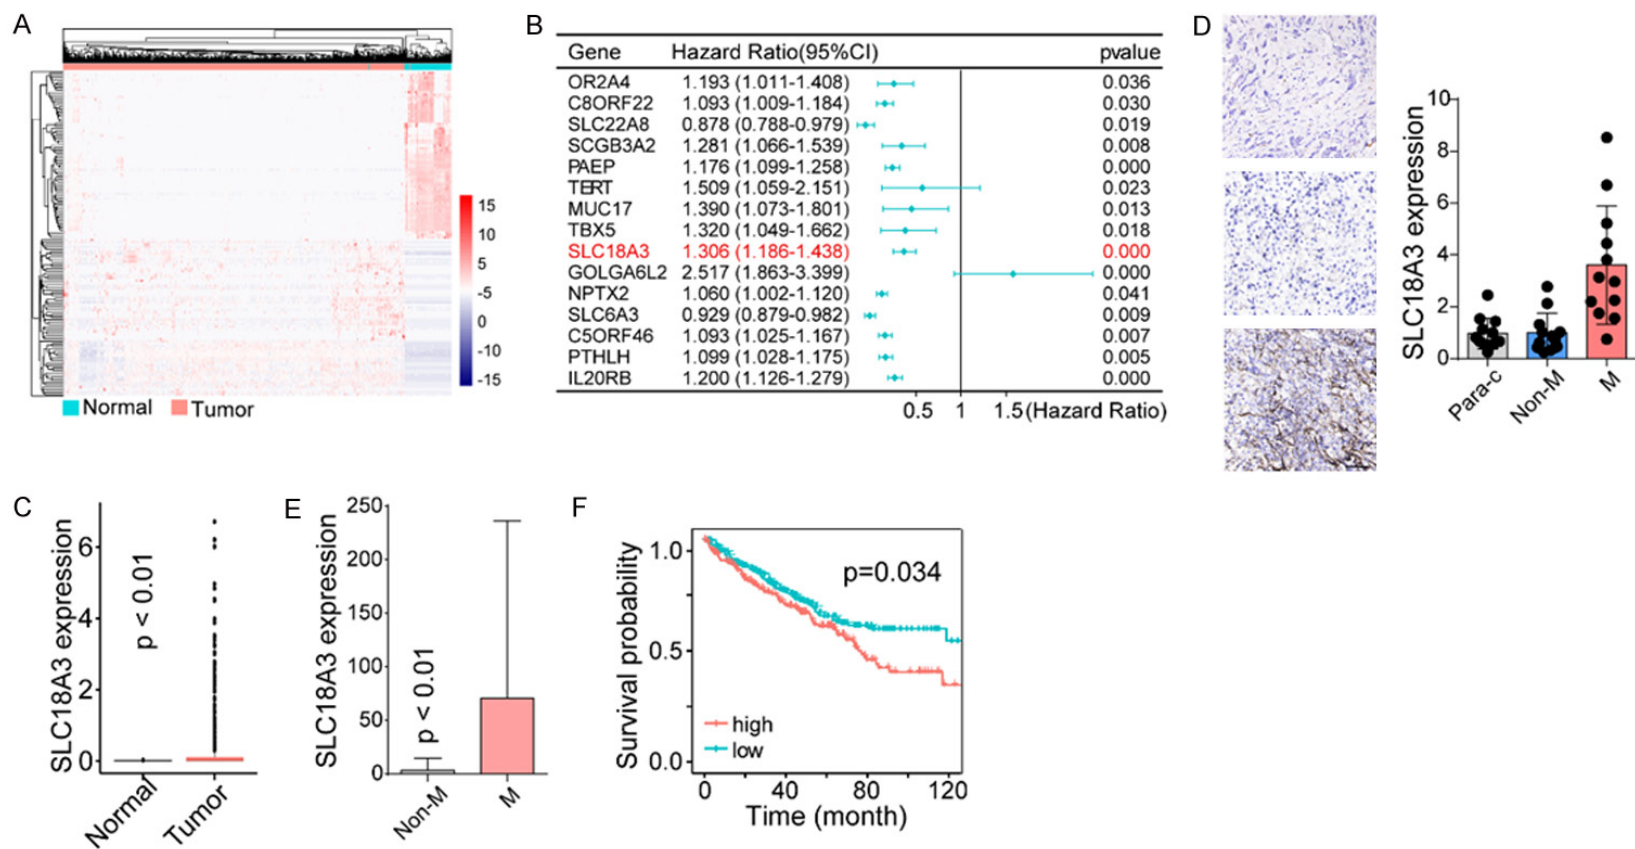 A
15
10
5
-5
0
-10
-15
Normal Tumor
B
Gene Hazard Ratio(95%CI) pvalue
OR2A4 1.193 (1.011-1.408) 0.036
C8ORF22 1.093 (1.009-1.184) 0.030
SLC22A8 0.878 (0.788-0.979) 0.019
SCGB3A2 1.281 (1.066-1.539) 0.008
PAEP 1.176 (1.099-1.258) 0.000
TERT 1.509 (1.059-2.151) 0.023
MUC17 1.390 (1.073-1.801) 0.013
TBX5 1.320 (1.049-1.662) 0.018
SLC18A3 1.306 (1.186-1.438) 0.000
GOLGA6L2 2.517 (1.863-3.399) 0.000
NPTX2 1.060 (1.002-1.120) 0.041
SLC6A3 0.929 (0.879-0.982) 0.009
C5ORF46 1.093 (1.025-1.167) 0.007
PTHLH 1.099 (1.028-1.175) 0.005
IL20RB 1.200 (1.126-1.279) 0.000
0.5 1 1.5 (Hazard Ratio)
D
SLC18A3 expression
10
8
6
4
2
0
Para-c Non-M M
C
SLC18A3 expression
6
4
2
0
p < 0.01
Normal Tumor
E
SLC18A3 expression
250
200
150
100
50
0
p < 0.01
Non-M M
F
Survival probability
1.0
0.5
0.0
p=0.034
high
low
0 40 80 120
Time (month)